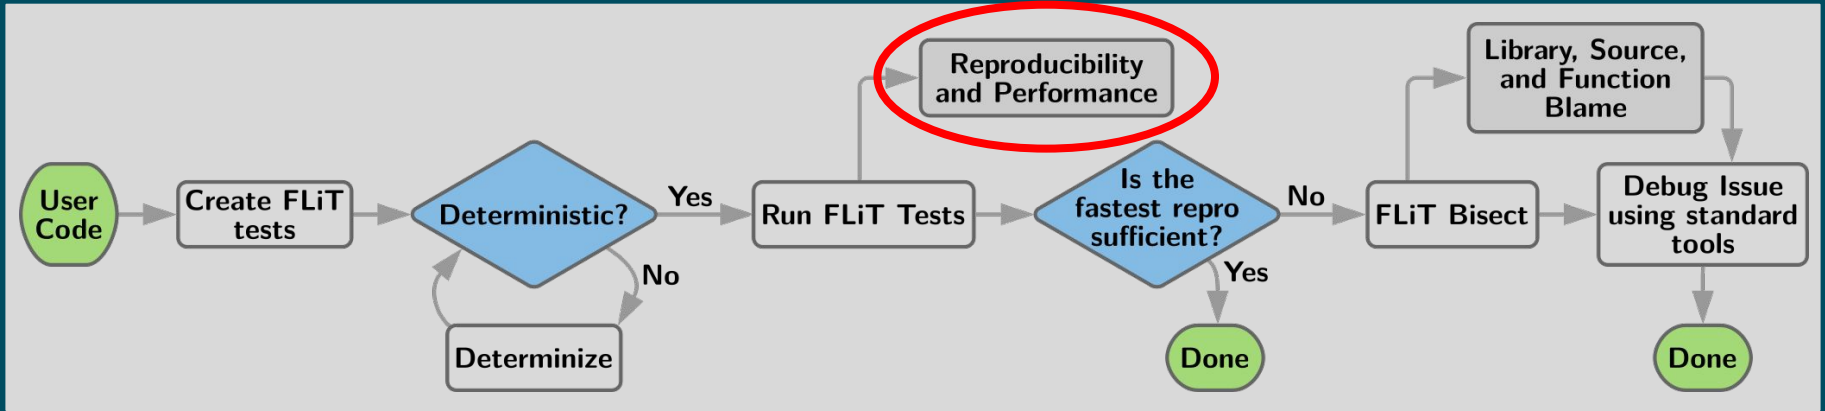 User
Code
Create FLiT
tests
Deterministic?
Yes
No
Determinize
Run FLiT Tests
Reproducibility
and Performance
Is the
fastest repro
sufficient?
Yes
Done
No
FLiT Bisect
Library, Source,
and Function
Blame
Debug Issue
using standard
tools
Done